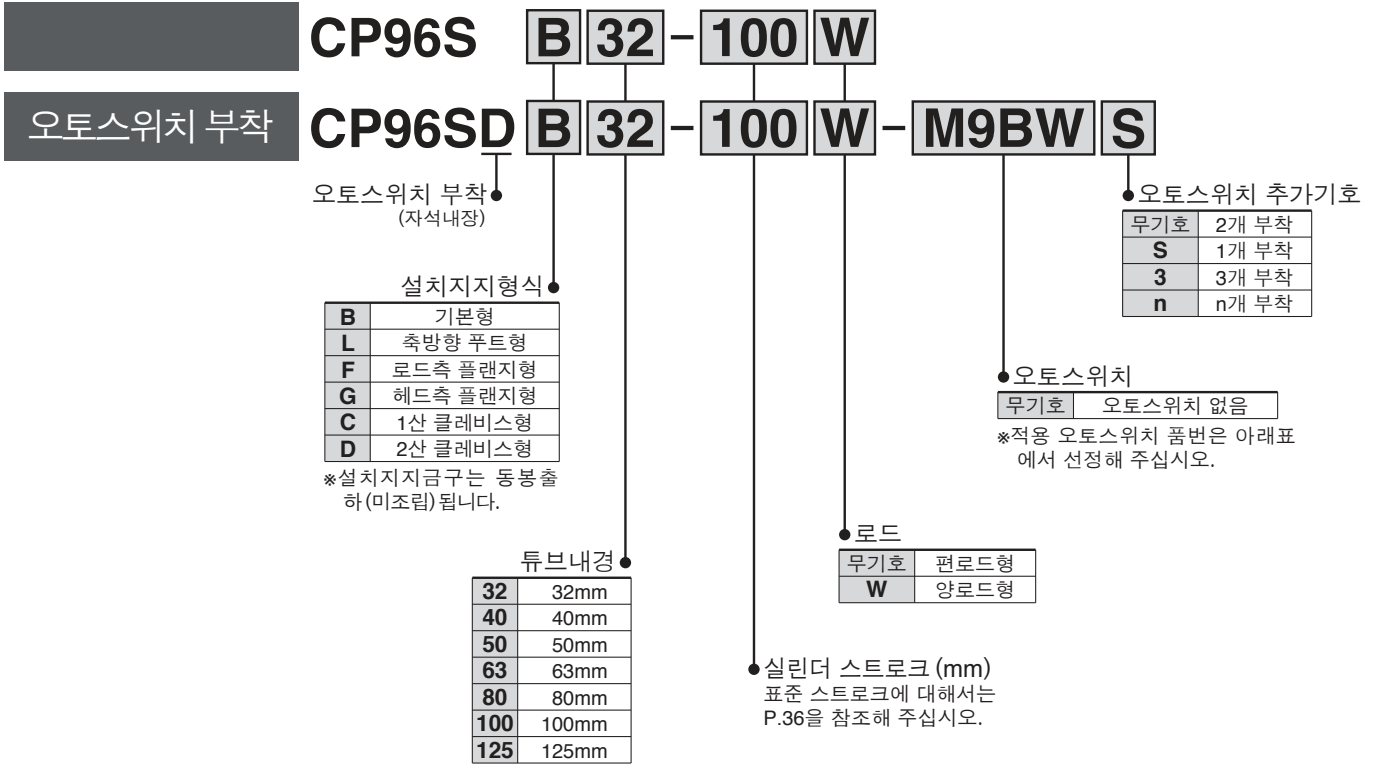 CP96S B 32 - 100 W
오토스위치 부착 CP96SD B 32 - 100 W - M9BW S
오토스위치 부착
(자석내장)
설치지지형식
B 기본형
L 축방향 푸트형
F 로드측 플랜지형
G 헤드측 플랜지형
C 1산 클레비스형
D 2산 클레비스형
※설치지지금구는 동봉출
하(미조립)됩니다.
튜브내경
32 32mm
40 40mm
50 50mm
63 63mm
80 80mm
100 100mm
125 125mm
실린더 스트로크 (mm)
표준 스트로크에 대해서는
P.36을 참조해 주십시오.
로드
무기호 편로드형
W 양로드형
오토스위치
무기호 오토스위치 없음
※적용 오토스위치 품번은 아래표
에서 선정해 주십시오.
오토스위치 추가기호
무기호 2개 부착
S 1개 부착
3 3개 부착
n n개 부착